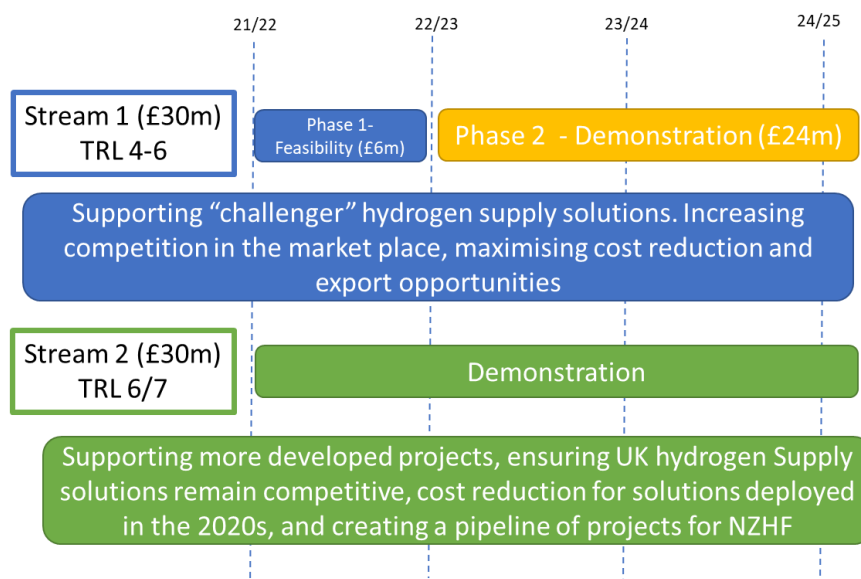 21/22
22/23
23/24
24/25
Stream 1 (£30m)
TRL 4-6
Phase 1-
Feasibility (£6m)
Phase 2  - Demonstration (£24m)
Supporting “challenger” hydrogen supply solutions. Increasing
competition in the market place, maximising cost reduction and
export opportunities
Stream 2 (£30m)
TRL 6/7
Demonstration
Supporting more developed projects, ensuring UK hydrogen Supply
solutions remain competitive, cost reduction for solutions deployed
in the 2020s, and creating a pipeline of projects for NZHF